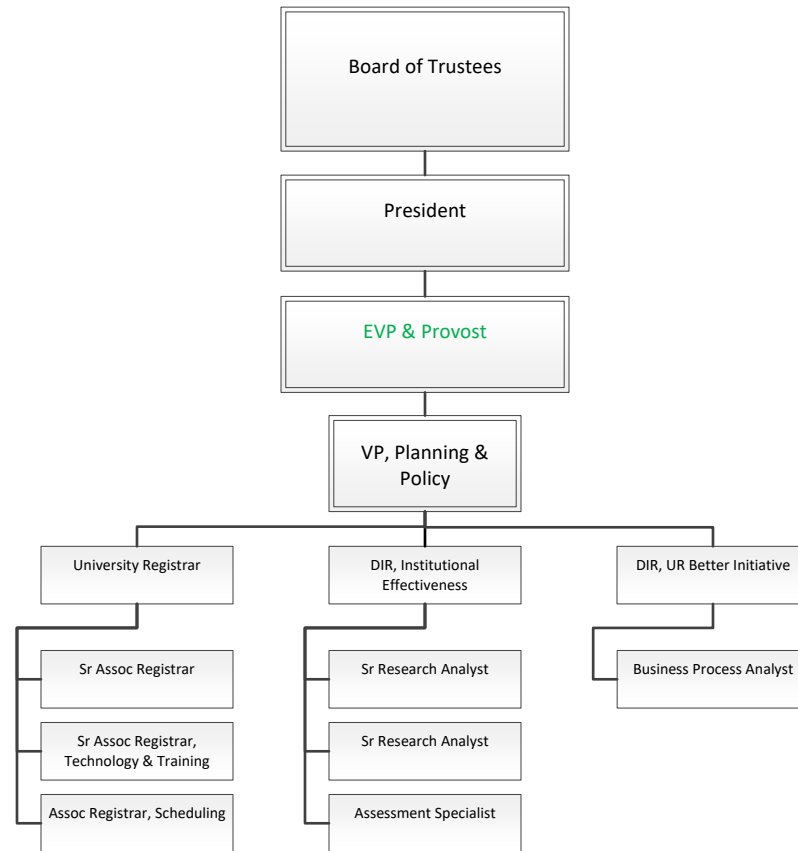 Board of Trustees
President
EVP & Provost
VP, Planning &
Policy
University Registrar
DIR, Institutional
Effectiveness
DIR, UR Better Initiative
Sr Assoc Registrar
Sr Research Analyst
Business Process Analyst
Sr Assoc Registrar,
Technology & Training
Sr Research Analyst
Assoc Registrar, Scheduling
Assessment Specialist